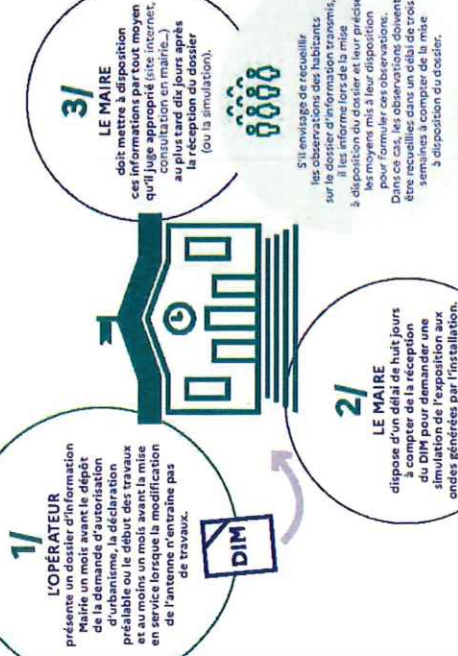 1/
L'OPÉRATEUR
présente un dossier d'information
Mairie un mois avant le dépôt
de la demande d'autorisation
d'urbanisme, la déclaration
préalable ou le début des travaux
et au moins un mois avant la mise
en service lorsque la modification
de l'antenne n'entraine pas
de travaux.
DIM
2/
LE MAIRE
dispose d'un délai de huit jours
à compter de la réception
du DIM pour demander une
simulation de l'exposition aux
ondes générées par l'installation.
3/
LE MAIRE
doit mettre à disposition
ces informations par tout moyen
qu'il juge approprié (site internet,
consultation en mairie...)
au plus tard dix jours après
la réception du dossier
(ou la simulation).
S'il envisage de recueillir
les observations des habitants
sur le dossier d'information transmis,
il les informe lors de la mise
à disposition du dossier et leur précise
les moyens mis à leur disposition
pour formuler ces observations.
Dans ce cas, les observations doivent
être recueillies dans un délai de trois
semaines à compter de la mise
à disposition du dossier.